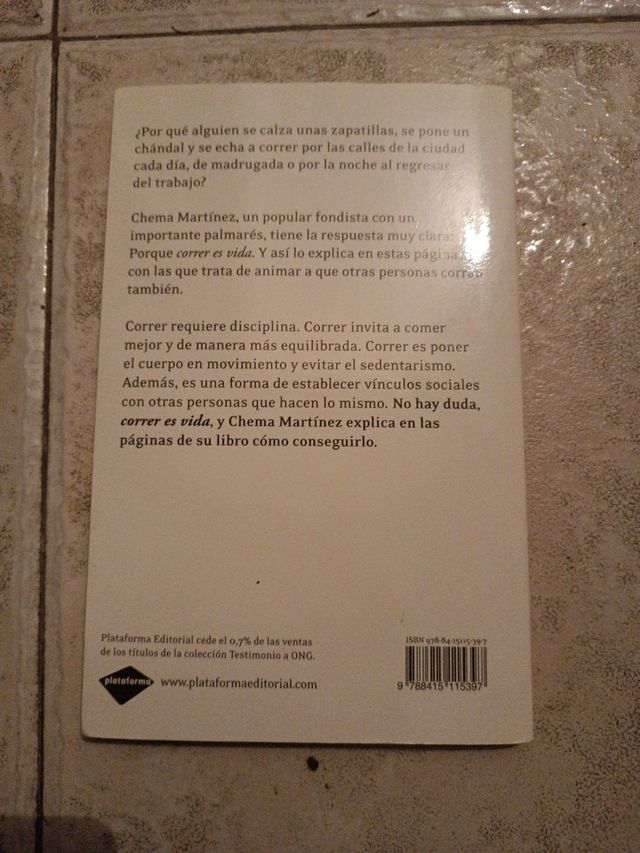 ¿Por qué alguien se calza unas zapatillas, se pone un
chándal y se echa a correr por las calles de la ciudad
cada día, de madrugada o por la noche al regresar
del trabajo?
Chema Martínez, un popular fondista con un
importante palmarés, tiene la respuesta muy clara:
Porque correr es vida. Y así lo explica en estas páginas,
con las que trata de animar a que otras personas corran
también.
Correr requiere disciplina. Correr invita a comer
mejor y de manera más equilibrada. Correr es poner
el cuerpo en movimiento y evitar el sedentarismo.
Además, es una forma de establecer vínculos sociales
con otras personas que hacen lo mismo. No hay duda,
correr es vida, y Chema Martínez explica en las
páginas de su libro cómo conseguirlo.
Plataforma Editorial cede el 0,7% de las ventas
de los títulos de la colección Testimonio a ONG.
plataforma www.plataformaeditorial.com
ISBN 978-84-15115-39-7
9 788415 115397